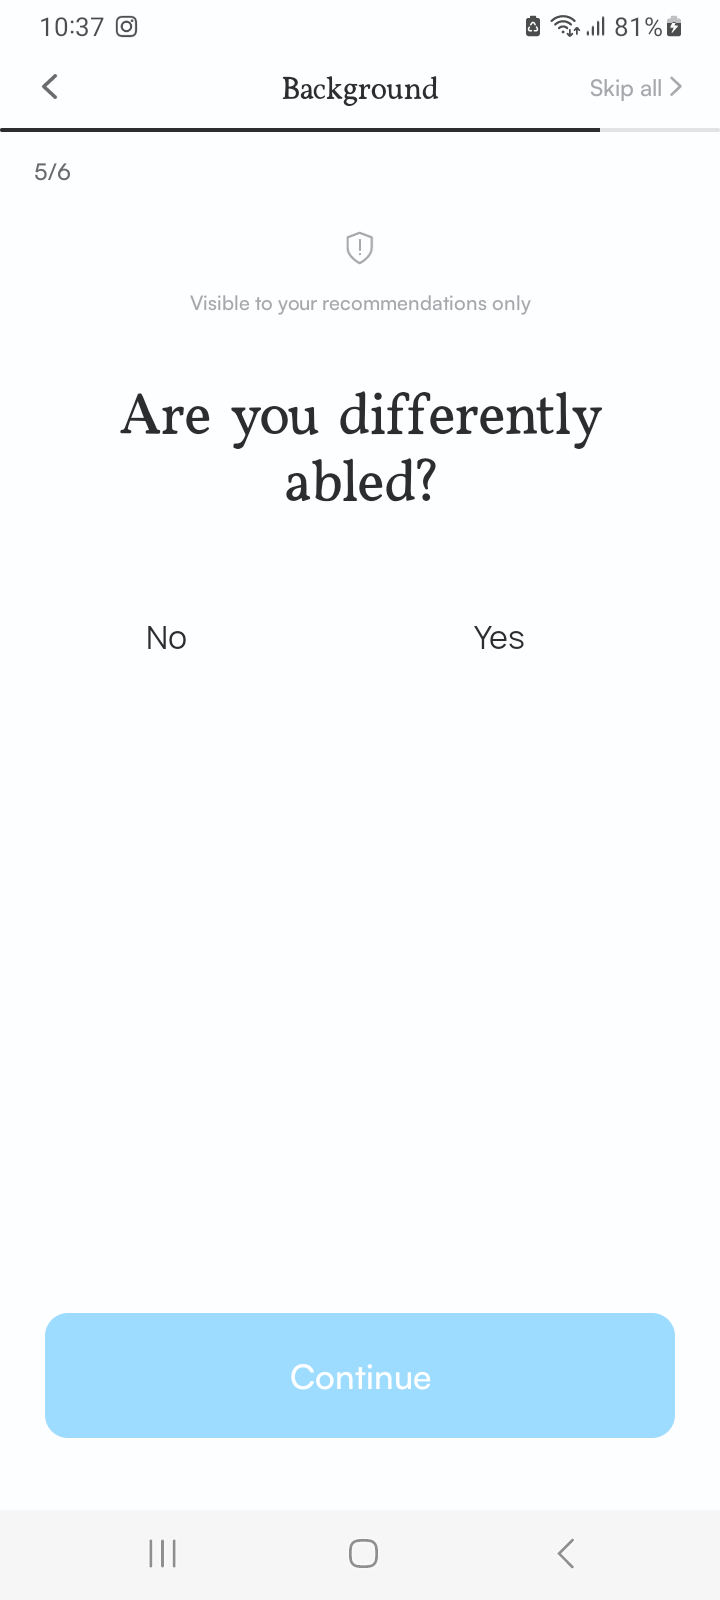 10:37 81%
Background
Skip all
5/6
Visible to your recommendations only
Are you differently
abled?
No Yes
Continue